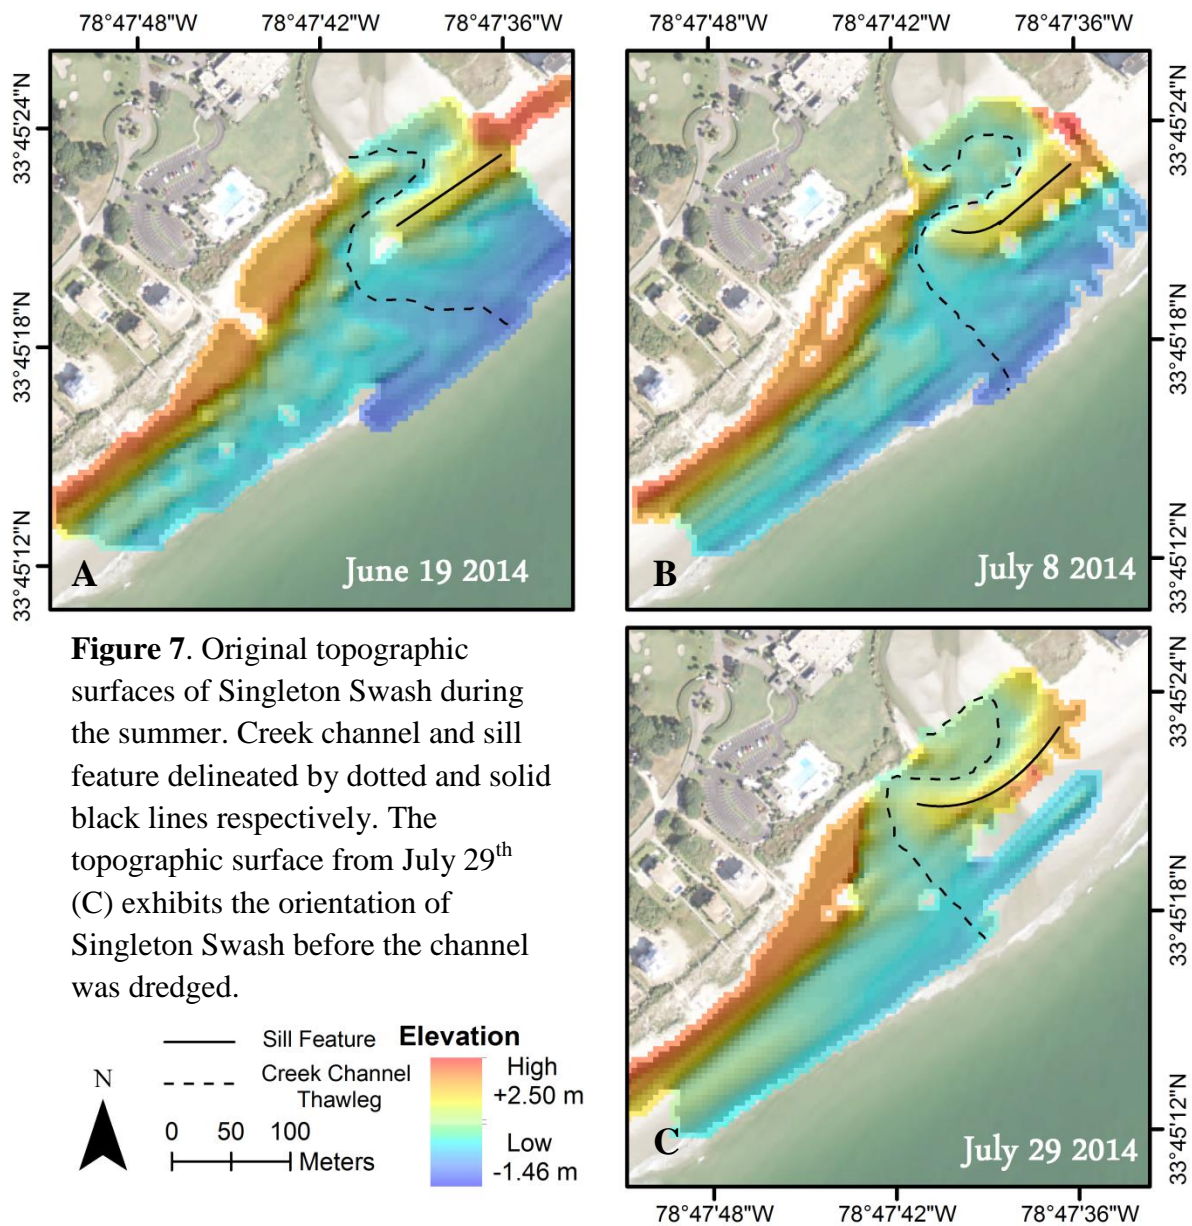 78°47'48"W 78°47'42"W 78°47'36"W
78°47'48"W 78°47'42"W 78°47'36"W
33°45'24"N
33°45'18"N
33°45'12"N
A
June 19 2014
33°45'24"N
33°45'18"N
33°45'12"N
B
July 8 2014
Figure 7. Original topographic
surfaces of Singleton Swash during
the summer. Creek channel and sill
feature delineated by dotted and solid
black lines respectively. The
topographic surface from July 29th
(C) exhibits the orientation of
Singleton Swash before the channel
was dredged.
N
Sill Feature
Creek Channel
Thawleg
0 50 100
Meters
Elevation
High
+2.50 m
Low
-1.46 m
33°45'24"N
33°45'18"N
33°45'12"N
C
July 29 2014
78°47'48"W 78°47'42"W 78°47'36"W